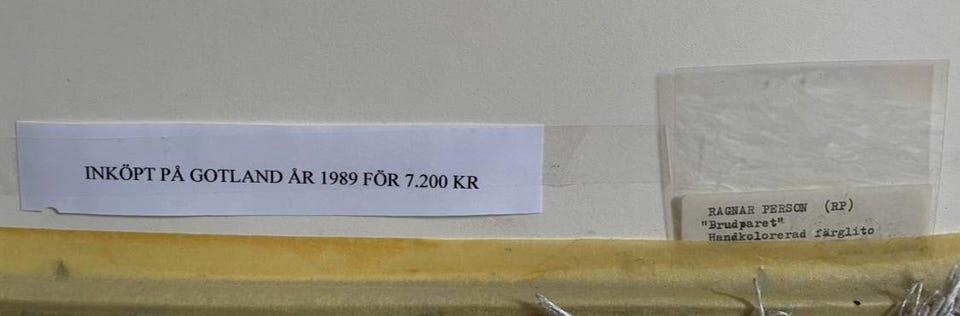 INKÖPT PÅ GOTLAND ÅR 1989 FÖR 7.200 KR
RAGNAR PERSON (RP)
"Brudparet"
Handkolorerad färglito